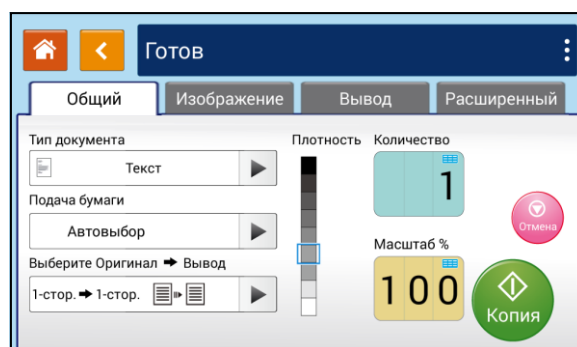 Готов
Общий Изображение Вывод Расширенный
Тип документа
Текст
Подача бумаги
Автовыбор
Выберите Оригинал ➡ Вывод
1-стор. ➡ 1-стор.
Плотность
Количество
1
Масштаб %
100
Отмена
Копия